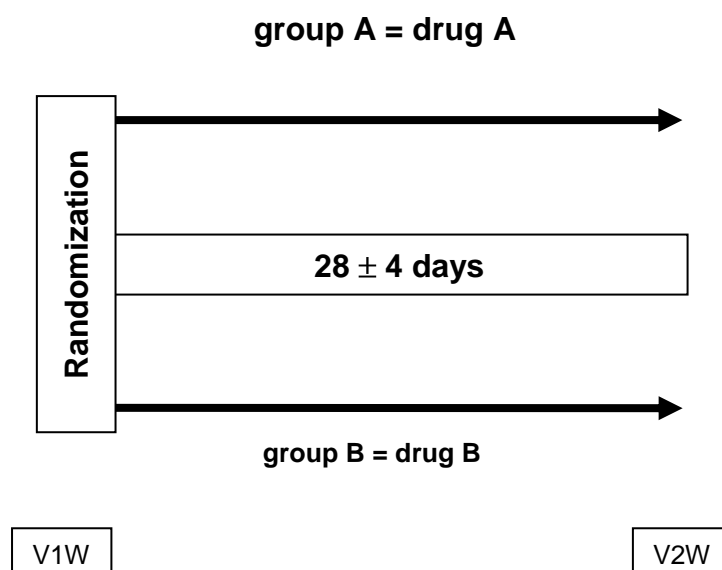 group A = drug A
Randomization
28 ± 4 days
group B = drug B
V1W
V2W